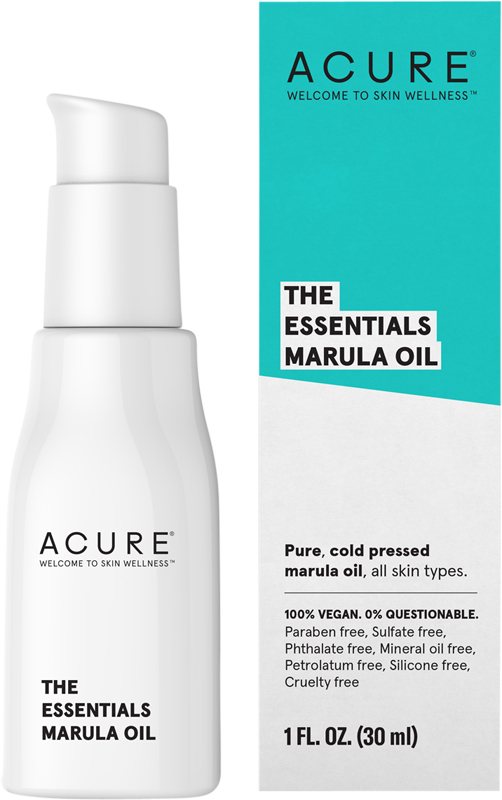 ACURE®
WELCOME TO SKIN WELLNESS™
THE
ESSENTIALS
MARULA OIL
ACURE®
WELCOME TO SKIN WELLNESS™
THE
ESSENTIALS
MARULA OIL
Pure, cold pressed
marula oil, all skin types.
100% VEGAN. 0% QUESTIONABLE.
Paraben free, Sulfate free,
Phthalate free, Mineral oil free,
Petrolatum free, Silicone free,
Cruelty free
1 FL. OZ. (30 ml)